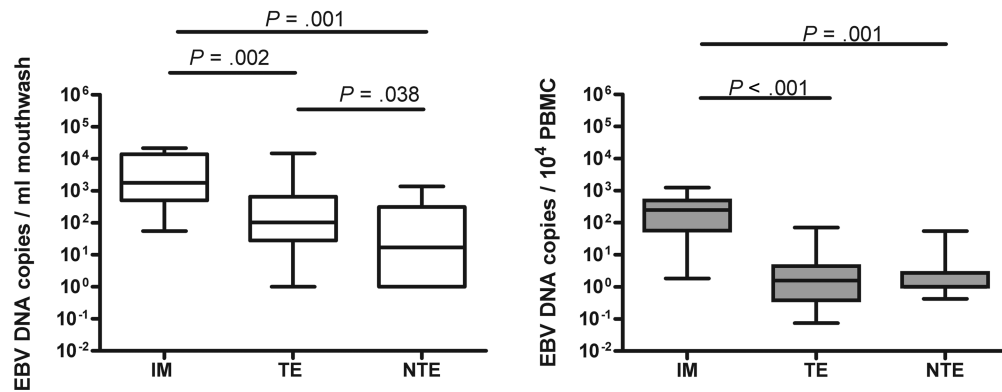 P = .001
P = .002
P = .038
EBV DNA copies / ml mouthwash
10⁶
10⁵
10⁴
10³
10²
10¹
10⁰
10⁻¹
10⁻²
IM TE NTE
P = .001
P < .001
EBV DNA copies / 10⁴ PBMC
10⁶
10⁵
10⁴
10³
10²
10¹
10⁰
10⁻¹
10⁻²
IM TE NTE